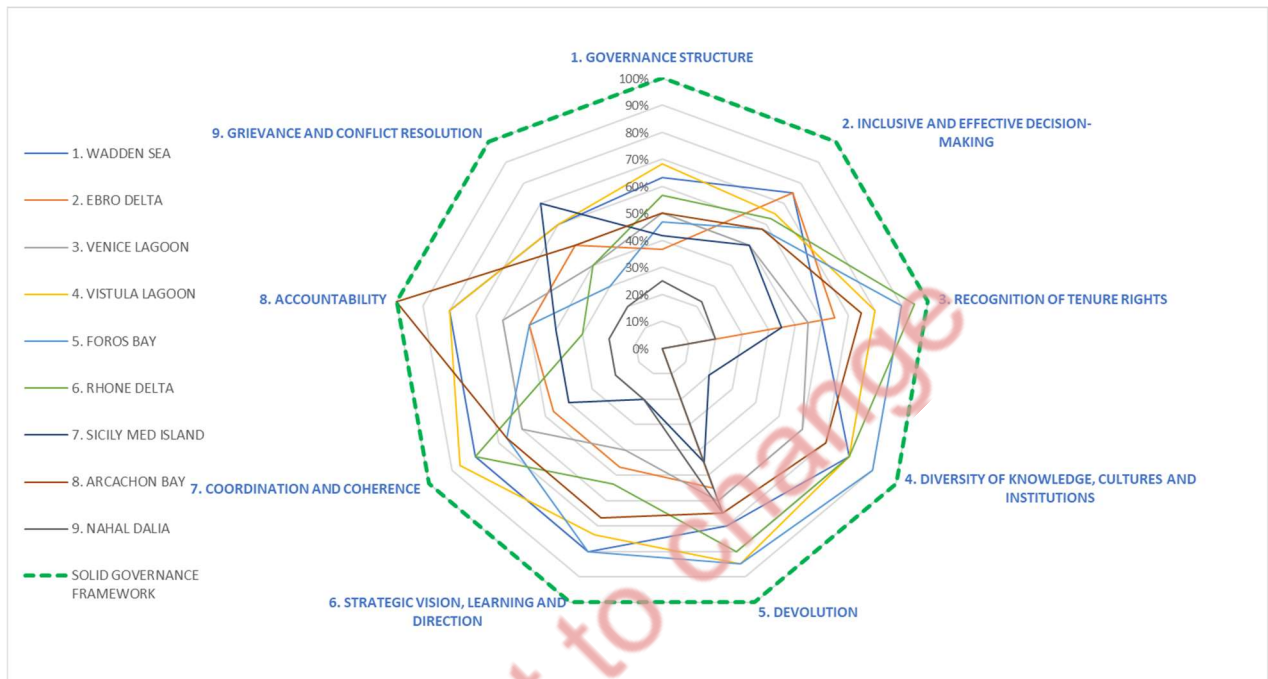 1. GOVERNANCE STRUCTURE
100%
90%
80%
70%
60%
50%
40%
30%
20%
10%
0%
2. INCLUSIVE AND EFFECTIVE DECISION-
MAKING
3. RECOGNITION OF TENURE RIGHTS
4. DIVERSITY OF KNOWLEDGE, CULTURES AND
INSTITUTIONS
5. DEVOLUTION
6. STRATEGIC VISION, LEARNING AND
DIRECTION
7. COORDINATION AND COHERENCE
8. ACCOUNTABILITY
9. GRIEVANCE AND CONFLICT RESOLUTION
1. WADDEN SEA
2. EBRO DELTA
3. VENICE LAGOON
4. VISTULA LAGOON
5. FOROS BAY
6. RHONE DELTA
7. SICILY MED ISLAND
8. ARCACHON BAY
9. NAHAL DALIA
SOLID GOVERNANCE
FRAMEWORK
to change